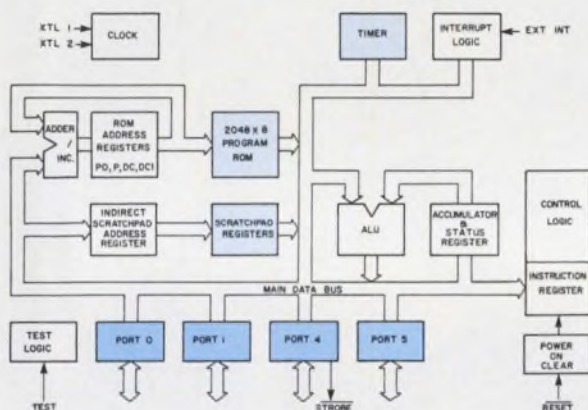 XTL 1
XTL 2
CLOCK
TIMER
INTERRUPT
LOGIC
EXT INT
ADDER
/
INC.
ROM
ADDRESS
REGISTERS
PO, P, DC, DC1
2048 X 8
PROGRAM
ROM
INDIRECT
SCRATCHPAD
ADDRESS
REGISTER
SCRATCHPAD
REGISTERS
ALU
ACCUMULATOR
&
STATUS
REGISTER
CONTROL
LOGIC
INSTRUCTION
REGISTER
MAIN DATA BUS
TEST
LOGIC
PORT 0
PORT 1
PORT 4
PORT 5
POWER
ON
CLEAR
TEST
STROBE
RESET